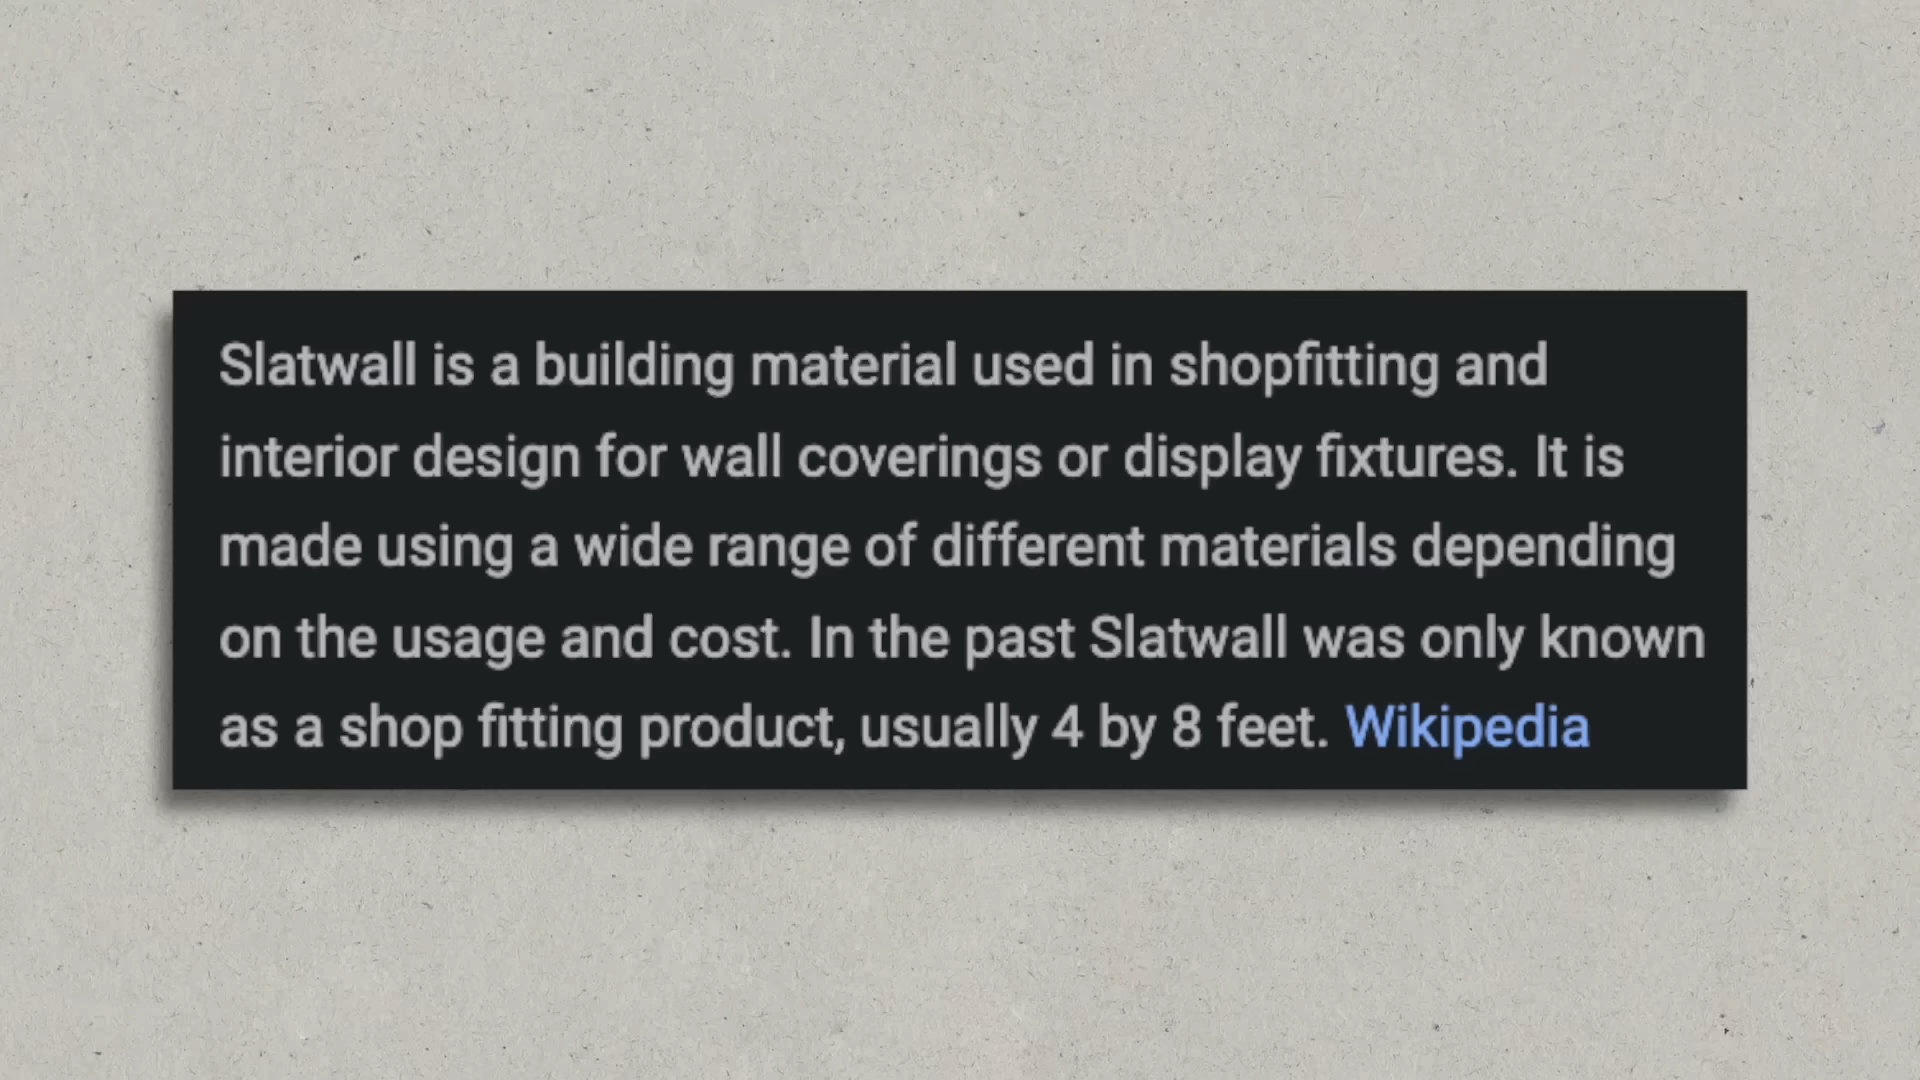 Slatwall is a building material used in shopfitting and
interior design for wall coverings or display fixtures. It is
made using a wide range of different materials depending
on the usage and cost. In the past Slatwall was only known
as a shop fitting product, usually 4 by 8 feet. Wikipedia